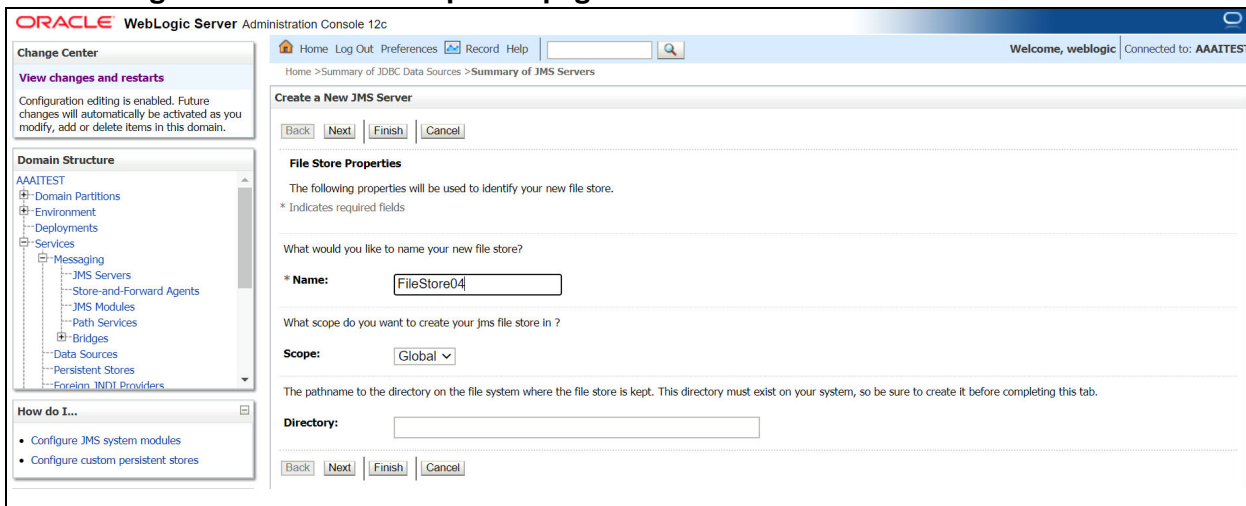 ORACLE WebLogic Server Administration Console 12c
Change Center
View changes and restarts
Configuration editing is enabled. Future
changes will automatically be activated as you
modify, add or delete items in this domain.
Domain Structure
AAAITEST
Domain Partitions
Environment
Deployments
Services
Messaging
JMS Servers
Store-and-Forward Agents
JMS Modules
Path Services
Bridges
Data Sources
Persistent Stores
Foreign JNDI Providers
How do I...
Configure JMS system modules
Configure custom persistent stores
Home Log Out Preferences Record Help
Welcome, weblogic Connected to: AAAITEST
Home >Summary of JDBC Data Sources >Summary of JMS Servers
Create a New JMS Server
Back Next Finish Cancel
File Store Properties
The following properties will be used to identify your new file store.
* Indicates required fields
What would you like to name your new file store?
* Name: FileStore04
What scope do you want to create your jms file store in ?
Scope: Global
The pathname to the directory on the file system where the file store is kept. This directory must exist on your system, so be sure to create it before completing this tab.
Directory:
Back Next Finish Cancel